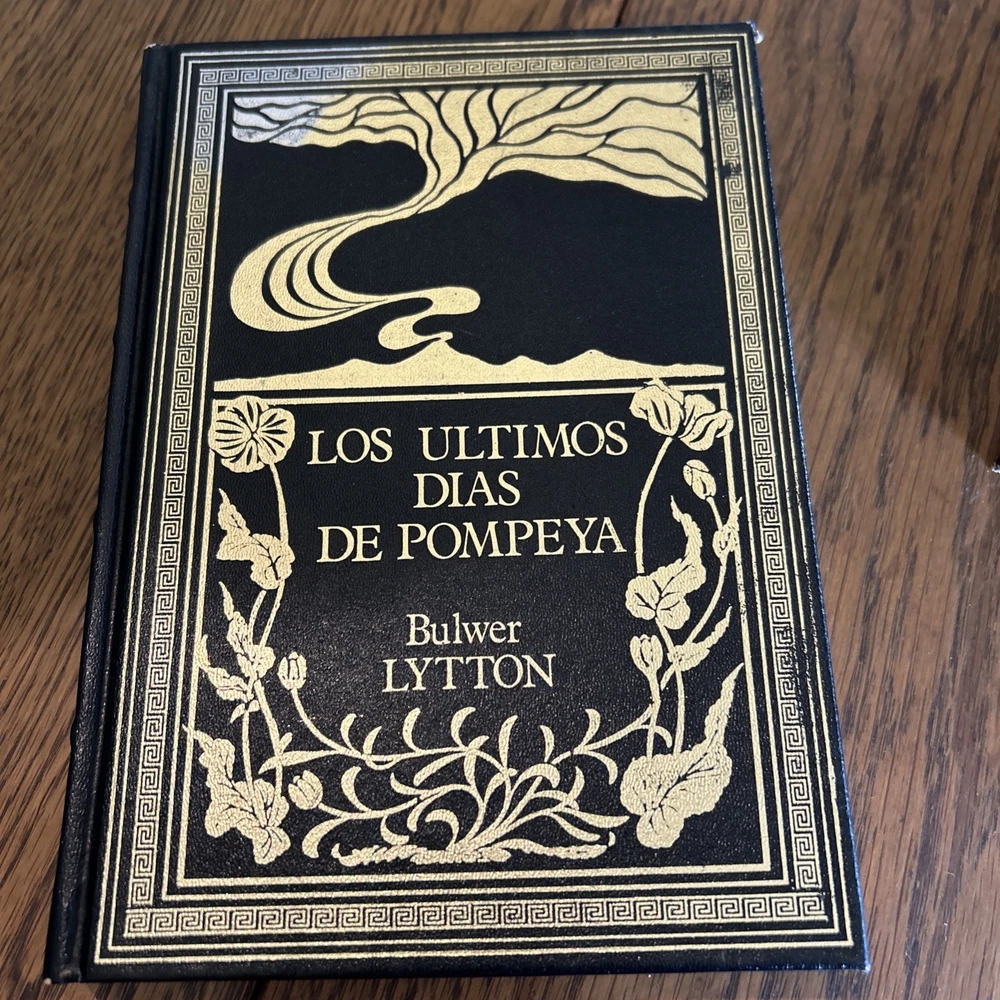 LOS ULTIMOS
DIAS
DE POMPEYA
Bulwer
LYTTON